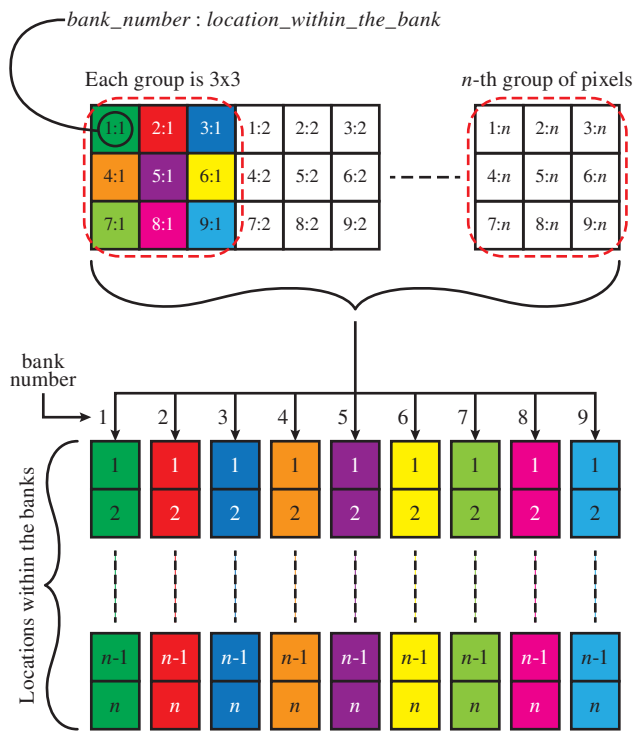 bank_number : location_within_the_bank
Each group is 3x3
n-th group of pixels
1:1 2:1 3:1 1:2 2:2 3:2 1:n 2:n 3:n
4:1 5:1 6:1 4:2 5:2 6:2 4:n 5:n 6:n
7:1 8:1 9:1 7:2 8:2 9:2 7:n 8:n 9:n
bank
number
1 2 3 4 5 6 7 8 9
Locations within the banks
1 1 1 1 1 1 1 1 1
2 2 2 2 2 2 2 2 2
n-1 n-1 n-1 n-1 n-1 n-1 n-1 n-1 n-1
n n n n n n n n n